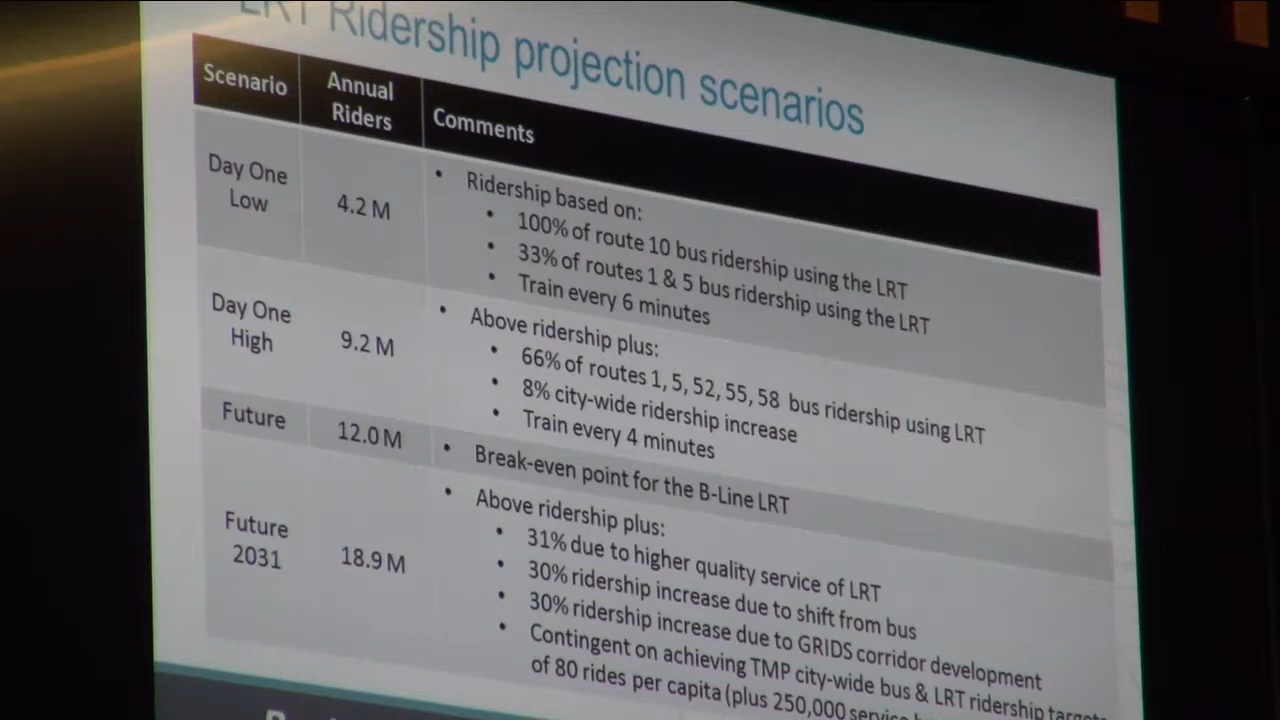 LRT Ridership projection scenarios
Scenario
Annual Riders
Comments
Day One Low
4.2 M
• Ridership based on:
• 100% of route 10 bus ridership using the LRT
• 33% of routes 1 & 5 bus ridership using the LRT
• Train every 6 minutes
Day One High
9.2 M
• Above ridership plus:
• 66% of routes 1, 5, 52, 55, 58 bus ridership using LRT
• 8% city-wide ridership increase
• Train every 4 minutes
Future
12.0 M
• Break-even point for the B-Line LRT
Future 2031
18.9 M
• Above ridership plus:
• 31% due to higher quality service of LRT
• 30% ridership increase due to shift from bus
• 30% ridership increase due to GRIDS corridor development
• Contingent on achieving TMP city-wide bus & LRT ridership targets
of 80 rides per capita (plus 250,000 service